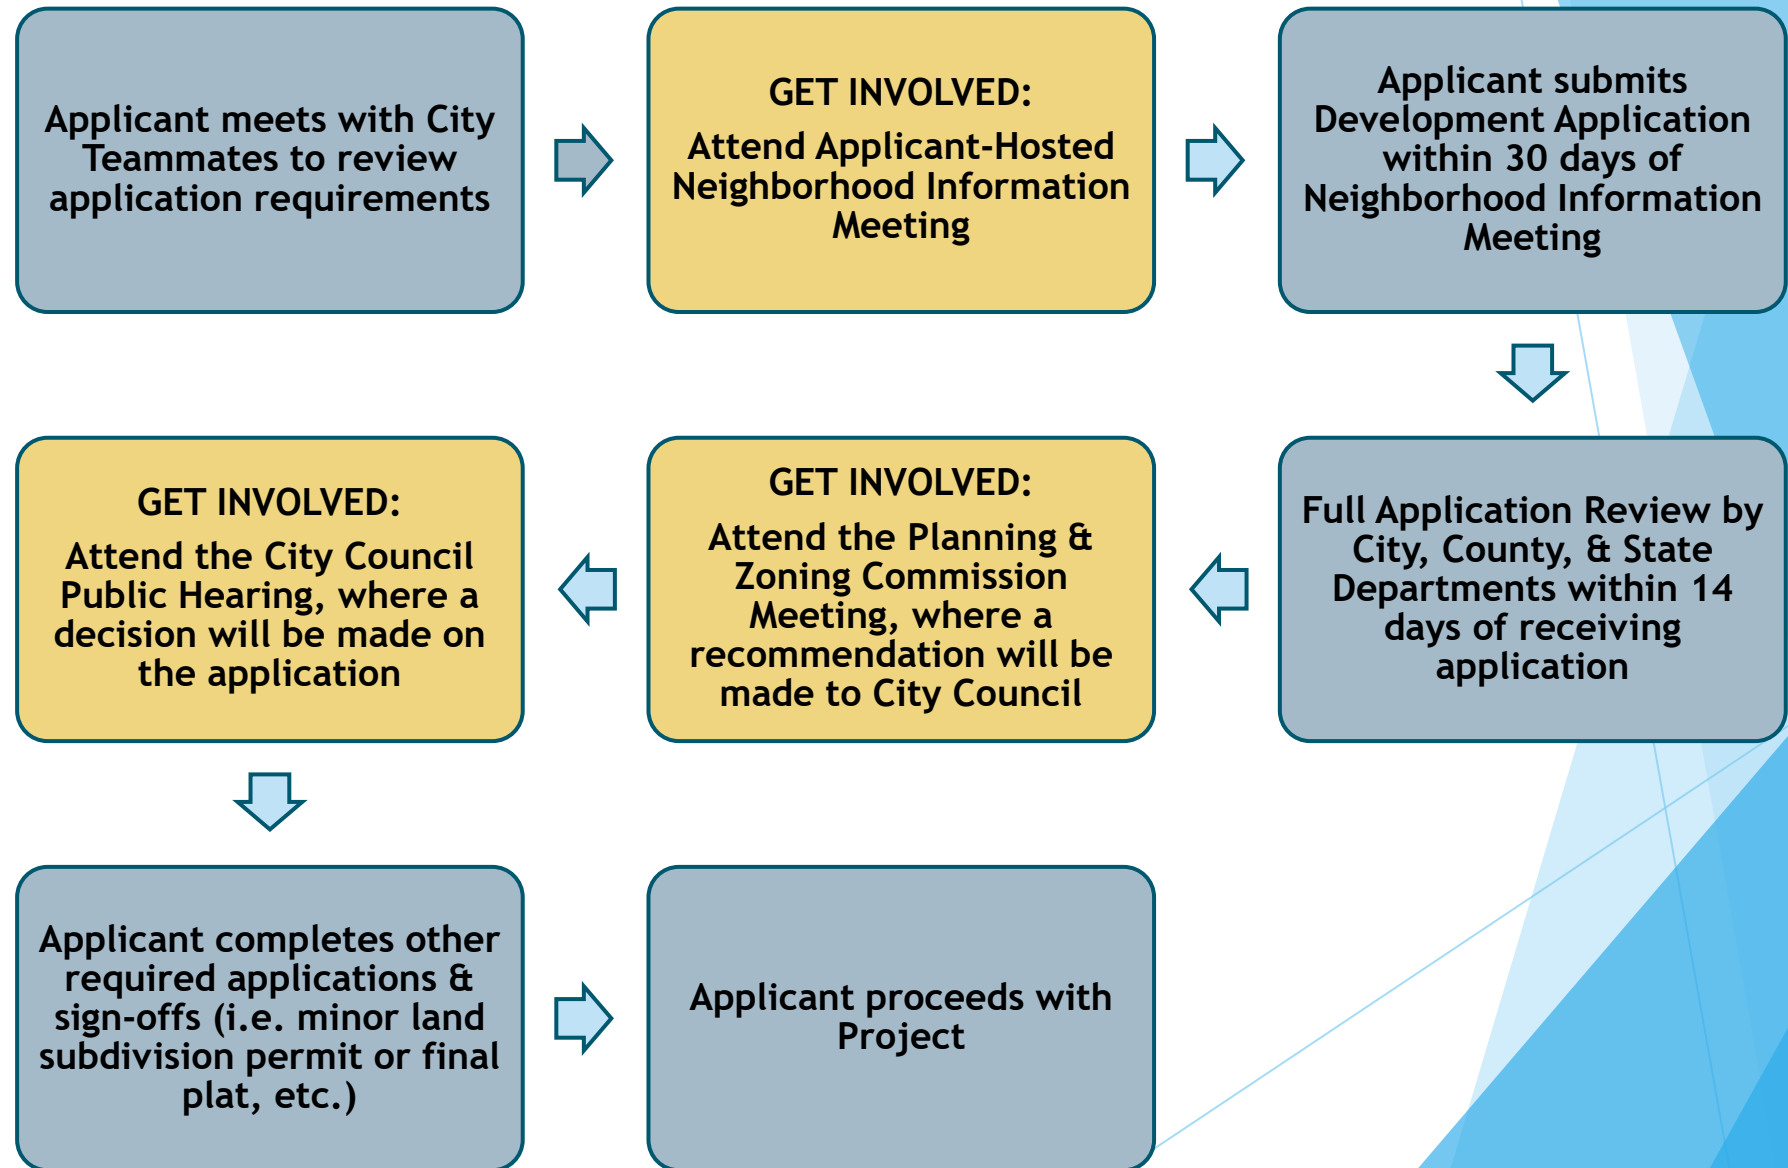 Applicant meets with City
Teammates to review
application requirements
GET INVOLVED:
Attend Applicant-Hosted
Neighborhood Information
Meeting
Applicant submits
Development Application
within 30 days of
Neighborhood Information
Meeting
Full Application Review by
City, County, & State
Departments within 14
days of receiving
application
GET INVOLVED:
Attend the Planning &
Zoning Commission
Meeting, where a
recommendation will be
made to City Council
GET INVOLVED:
Attend the City Council
Public Hearing, where a
decision will be made on
the application
Applicant completes other
required applications &
sign-offs (i.e. minor land
subdivision permit or final
plat, etc.)
Applicant proceeds with
Project